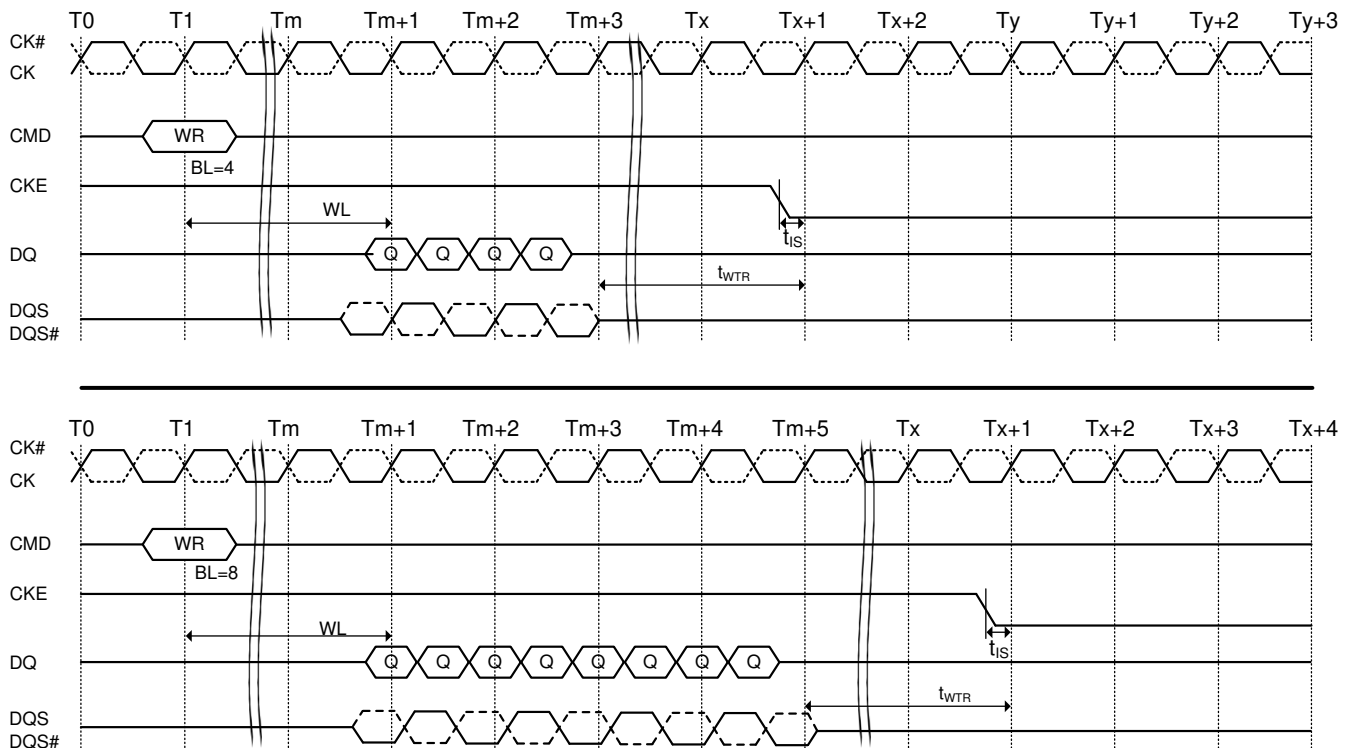 T0 T1 Tm Tm+1 Tm+2 Tm+3 Tx Tx+1 Tx+2 Ty Ty+1 Ty+2 Ty+3
CK#
CK
CMD WR
BL=4
CKE
WL
tIS
DQ Q Q Q Q
tWTR
DQS
DQS#
T0 T1 Tm Tm+1 Tm+2 Tm+3 Tm+4 Tm+5 Tx Tx+1 Tx+2 Tx+3 Tx+4
CK#
CK
CMD WR
BL=8
CKE
WL
tIS
DQ Q Q Q Q Q Q Q Q
tWTR
DQS
DQS#